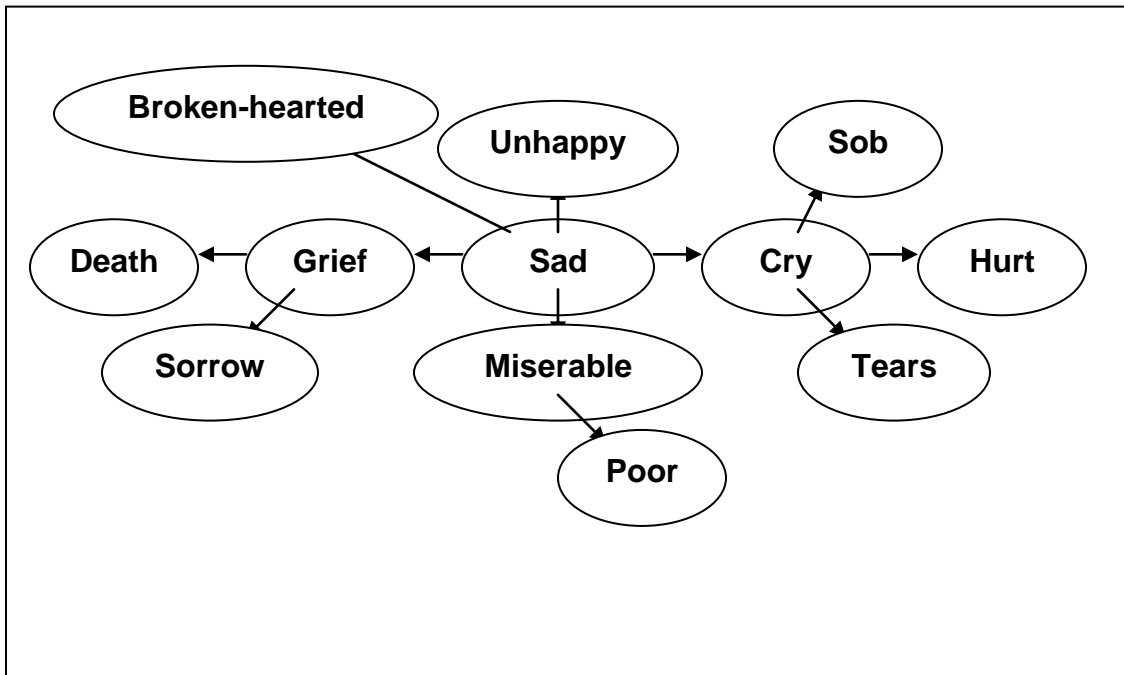 Broken-hearted
Unhappy
Sob
Death
Grief
Sad
Cry
Hurt
Sorrow
Miserable
Tears
Poor